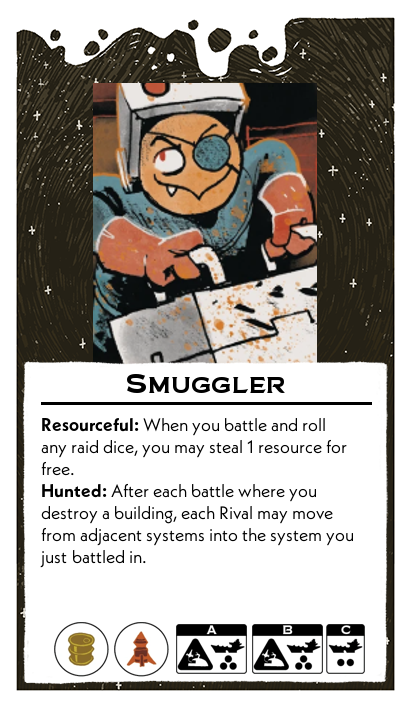 SMUGGLER
Resourceful: When you battle and roll
any raid dice, you may steal 1 resource for
free.
Hunted: After each battle where you
destroy a building, each Rival may move
from adjacent systems into the system you
just battled in.
A B C